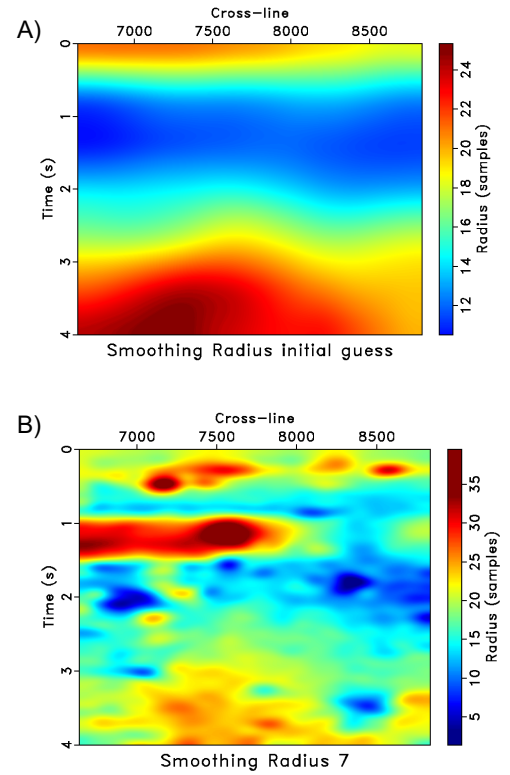 A)
Cross-line
7000 7500 8000 8500
0
1
2
3
4
Time (s)
12 14 16 18 20 22 24
Radius (samples)
Smoothing Radius initial guess
B)
Cross-line
7000 7500 8000 8500
0
1
2
3
4
Time (s)
5 10 15 20 25 30 35
Radius (samples)
Smoothing Radius 7